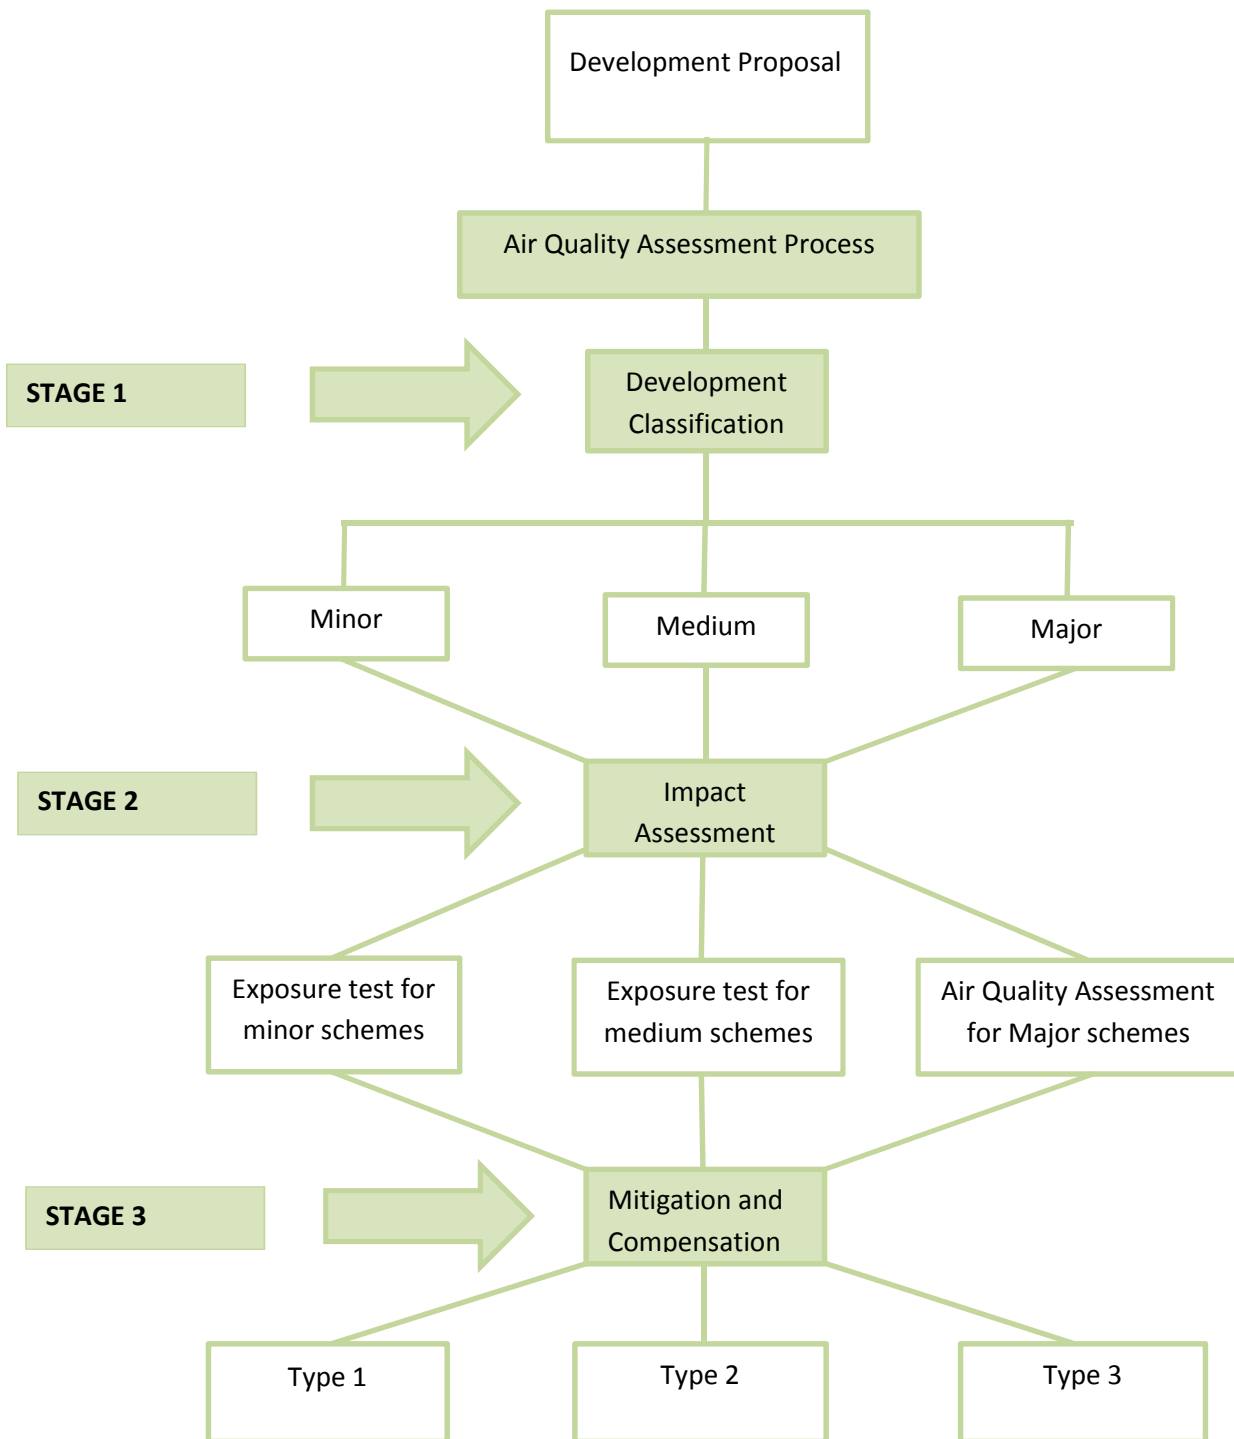 Development Proposal
Air Quality Assessment Process
STAGE 1
Development
Classification
Minor
Medium
Major
STAGE 2
Impact
Assessment
Exposure test for
minor schemes
Exposure test for
medium schemes
Air Quality Assessment
for Major schemes
STAGE 3
Mitigation and
Compensation
Type 1
Type 2
Type 3